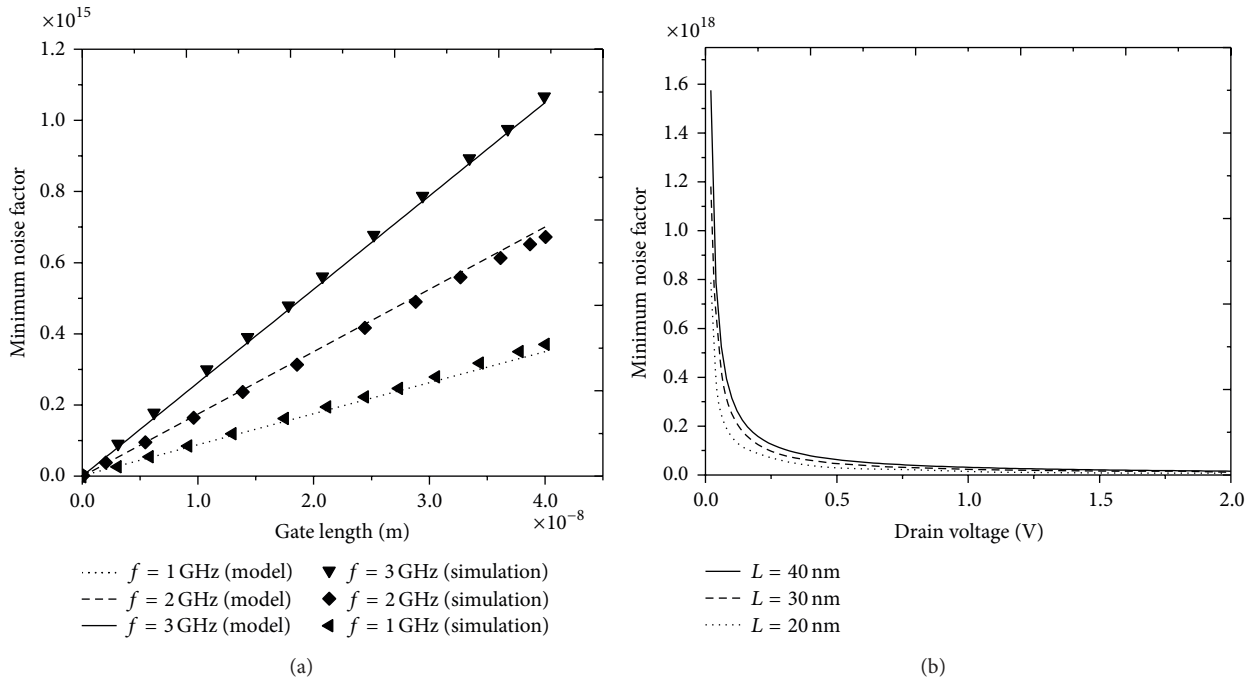 ×10^15
1.2
1.0
0.8
0.6
0.4
0.2
0.0
Minimum noise factor
0.0
1.0
2.0
3.0
4.0
×10^−8
Gate length (m)
f = 1 GHz (model)
f = 2 GHz (model)
f = 3 GHz (model)
f = 3 GHz (simulation)
f = 2 GHz (simulation)
f = 1 GHz (simulation)
(a)
×10^18
1.6
1.4
1.2
1.0
0.8
0.6
0.4
0.2
0.0
Minimum noise factor
0.0
0.5
1.0
1.5
2.0
Drain voltage (V)
L = 40 nm
L = 30 nm
L = 20 nm
(b)